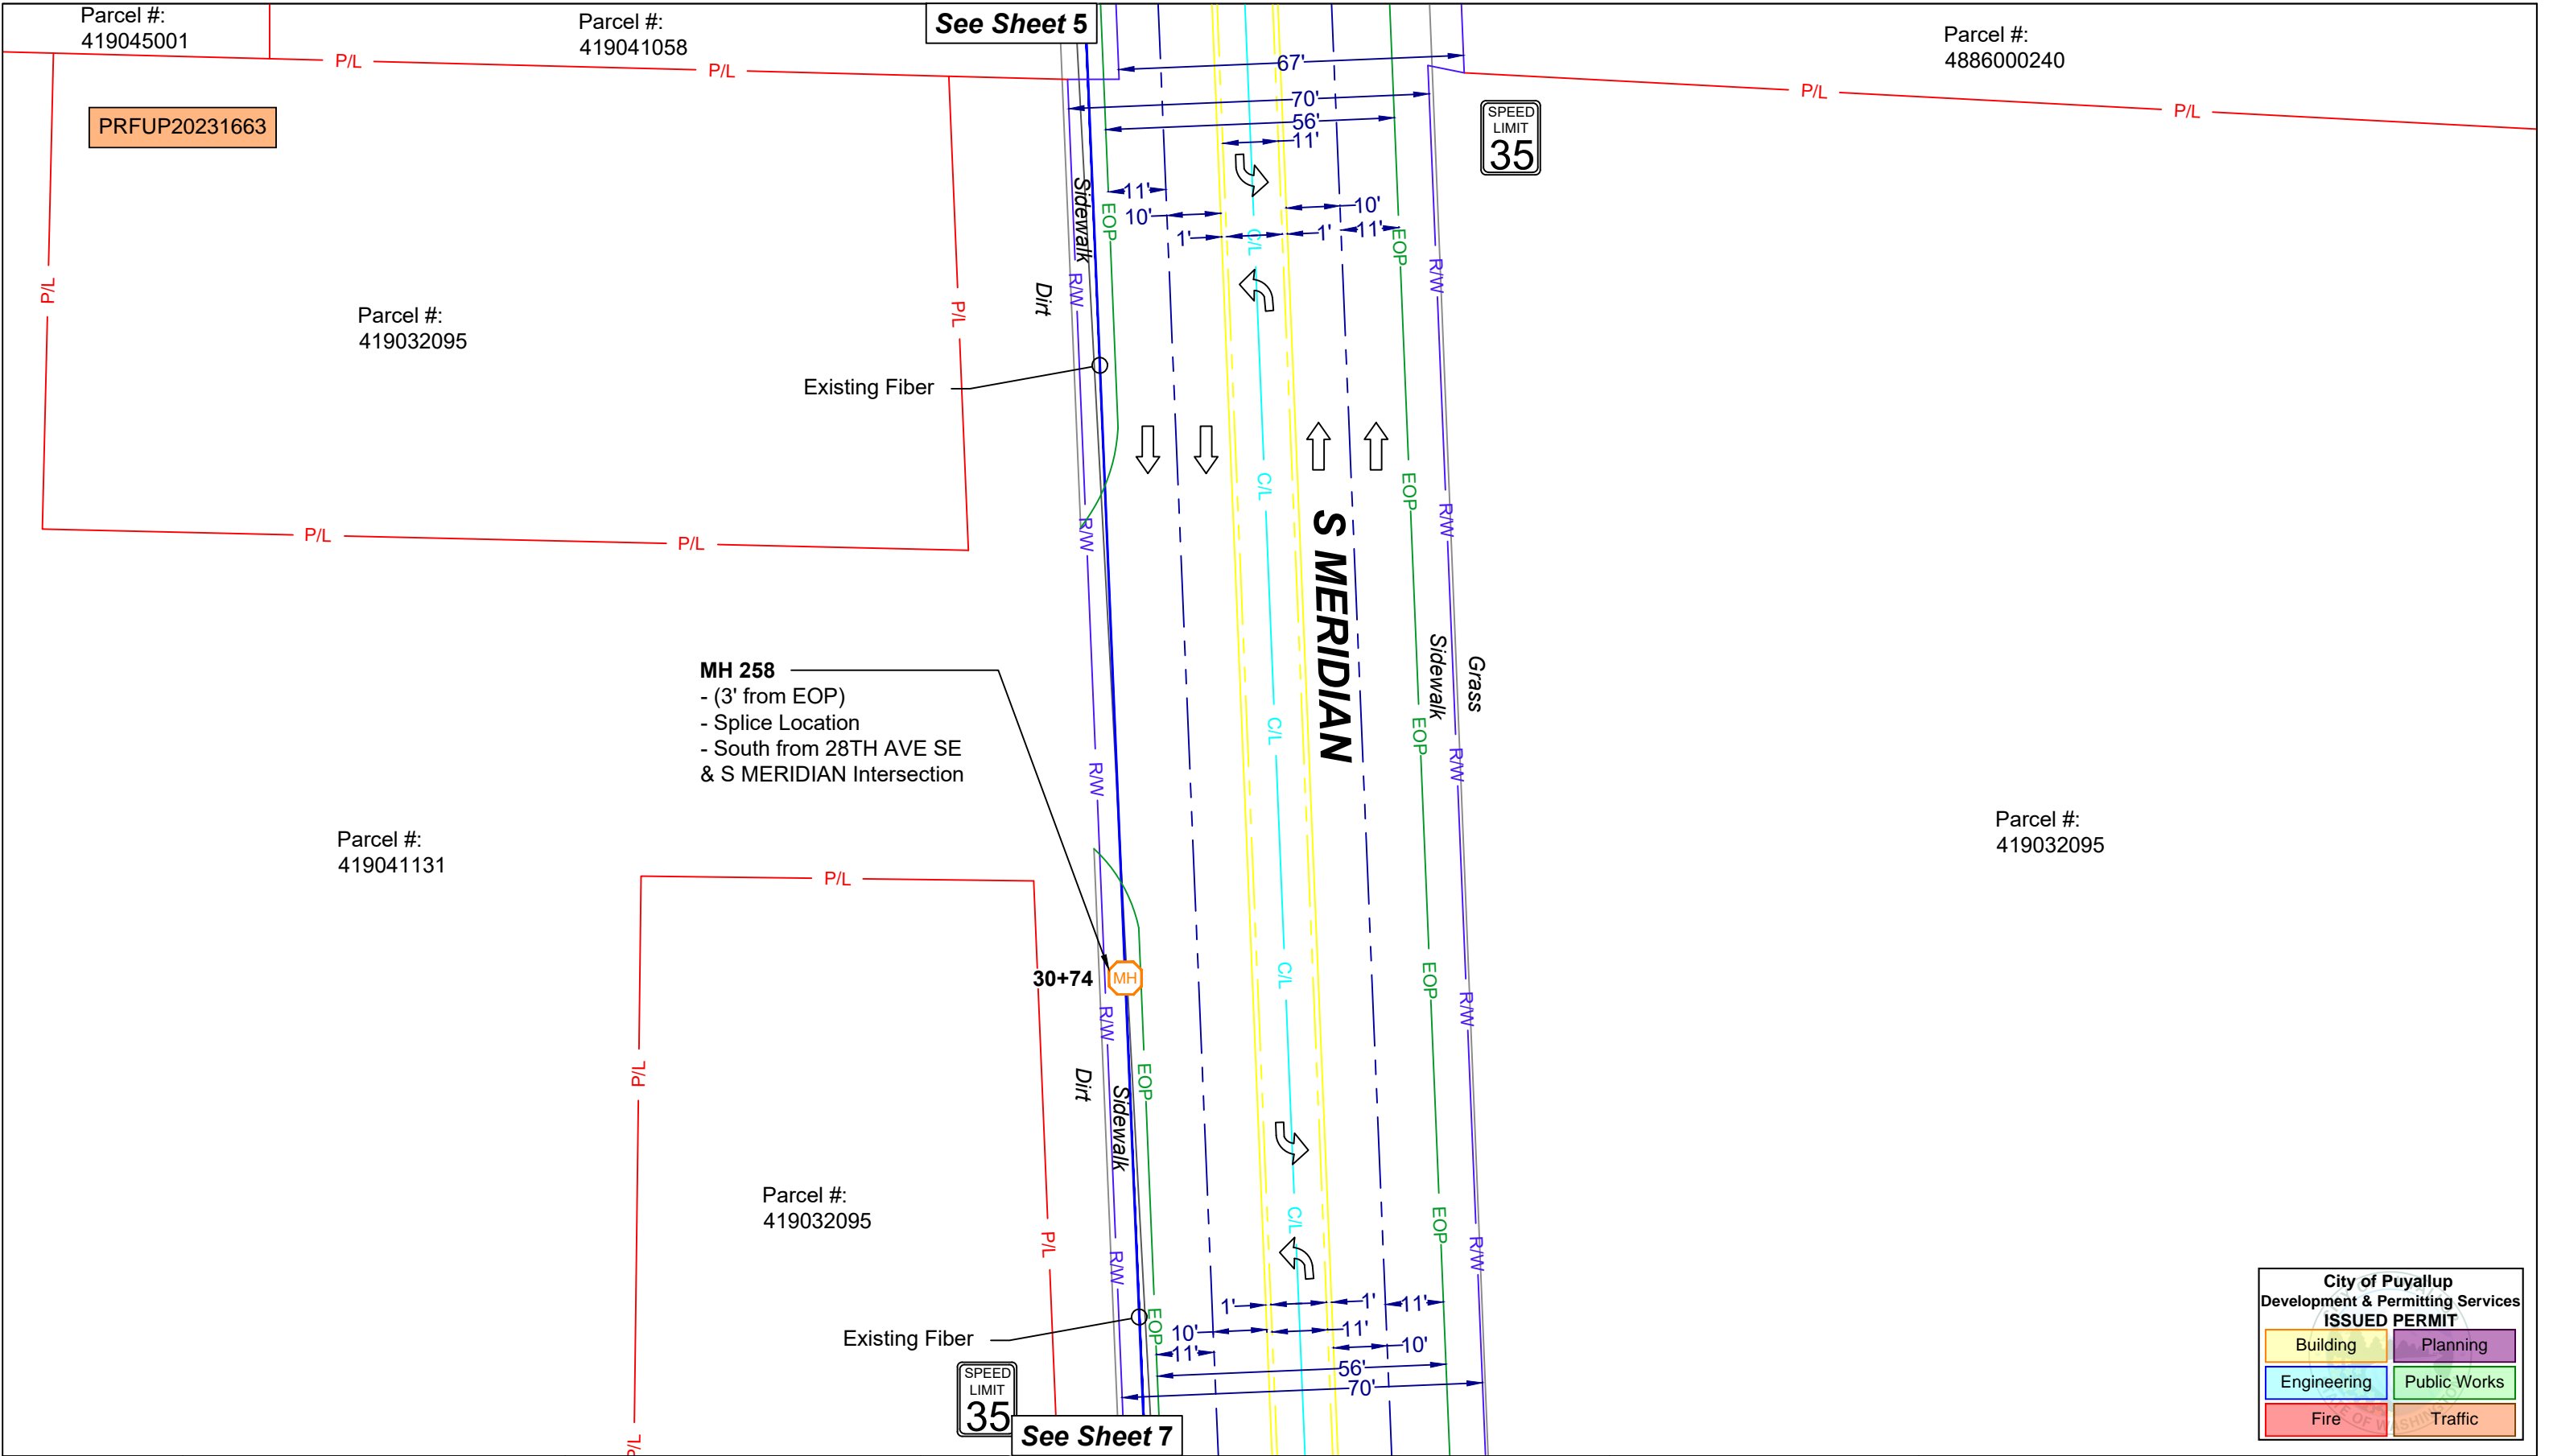 Parcel #:
419045001
Parcel #:
419041058
See Sheet 5
Parcel #:
4886000240
P/L
P/L
P/L
P/L
67'
70'
56'
11'
PRFUP20231663
SPEED
LIMIT
35
11'
10'
10'
1'
1'
11'
Sidewalk
EOP
C/L
EOP
R/W
R/W
Dirt
P/L
P/L
Parcel #:
419032095
Existing Fiber
C/L
EOP
R/W
R/W
P/L
P/L
S MERIDIAN
MH 258
- (3' from EOP)
- Splice Location
- South from 28TH AVE SE
& S MERIDIAN Intersection
Sidewalk
Grass
C/L
EOP
R/W
R/W
Parcel #:
419041131
Parcel #:
419032095
P/L
30+74
MH
C/L
EOP
R/W
R/W
P/L
Dirt
Sidewalk
EOP
Parcel #:
419032095
P/L
C/L
EOP
R/W
R/W
1'
1'
11'
EOP
10'
11'
Existing Fiber
11'
10'
56'
70'
SPEED
LIMIT
35
P/L
See Sheet 7
City of Puyallup
Development & Permitting Services
ISSUED PERMIT
Building
Planning
Engineering
Public Works
Fire
Traffic